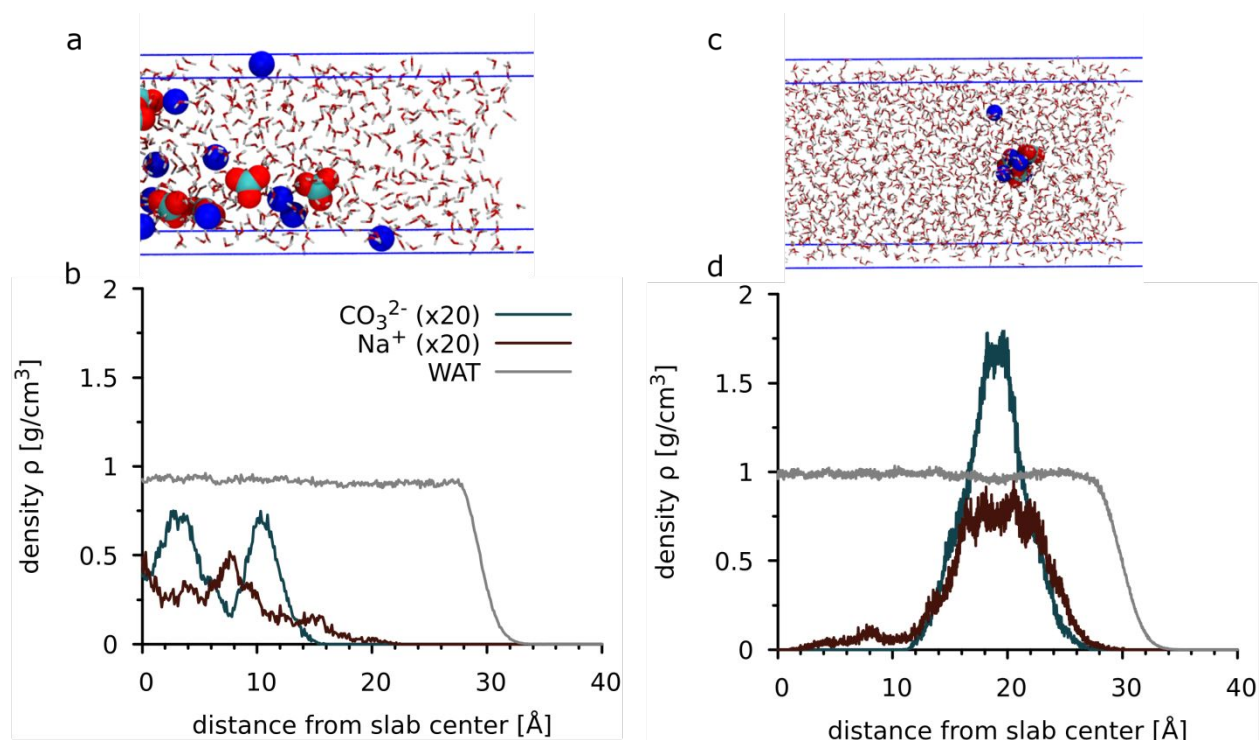 a
c
b
d
2
1.5
1
0.5
0
density ρ [g/cm³]
CO₃²⁻ (x20)
Na⁺ (x20)
WAT
0 10 20 30 40
distance from slab center [Å]
2
1.5
1
0.5
0
density ρ [g/cm³]
0 10 20 30 40
distance from slab center [Å]